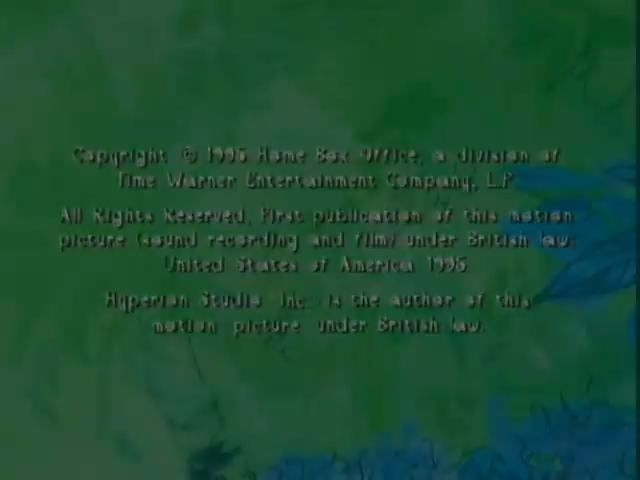 Copyright © 1995 Home Box Office, a division of
Time Warner Entertainment Company, L.P.
All Rights Reserved. First publication of this motion
picture (sound recording and film) under British law:
United States of America 1995.
Hyperion Studio, Inc. is the author of this
motion picture under British law.